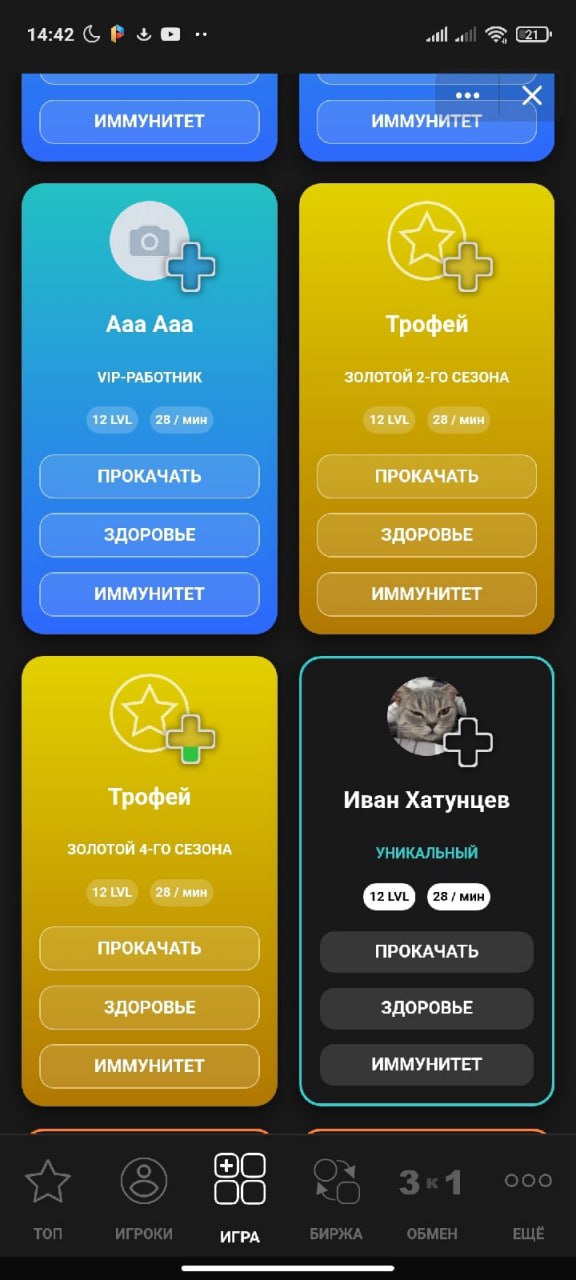 14:42
21
ИММУНИТЕТ
ИММУНИТЕТ
Ааа Ааа
VIP-РАБОТНИК
12 LVL
28 / мин
ПРОКАЧАТЬ
ЗДОРОВЬЕ
ИММУНИТЕТ
Трофей
ЗОЛОТОЙ 2-ГО СЕЗОНА
12 LVL
28 / мин
ПРОКАЧАТЬ
ЗДОРОВЬЕ
ИММУНИТЕТ
Трофей
ЗОЛОТОЙ 4-ГО СЕЗОНА
12 LVL
28 / мин
ПРОКАЧАТЬ
ЗДОРОВЬЕ
ИММУНИТЕТ
Иван Хатунцев
УНИКАЛЬНЫЙ
12 LVL
28 / мин
ПРОКАЧАТЬ
ЗДОРОВЬЕ
ИММУНИТЕТ
3 к 1
ТОП
ИГРОКИ
ИГРА
БИРЖА
ОБМЕН
ЕЩЁ